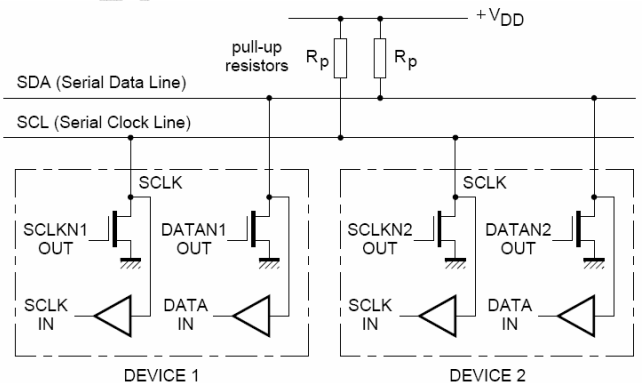 +VDD
pull-up
resistors
Rp
Rp
SDA (Serial Data Line)
SCL (Serial Clock Line)
SCLK
SCLK
SCLKN1
OUT
DATAN1
OUT
SCLKN2
OUT
DATAN2
OUT
SCLK
IN
DATA
IN
SCLK
IN
DATA
IN
DEVICE 1
DEVICE 2